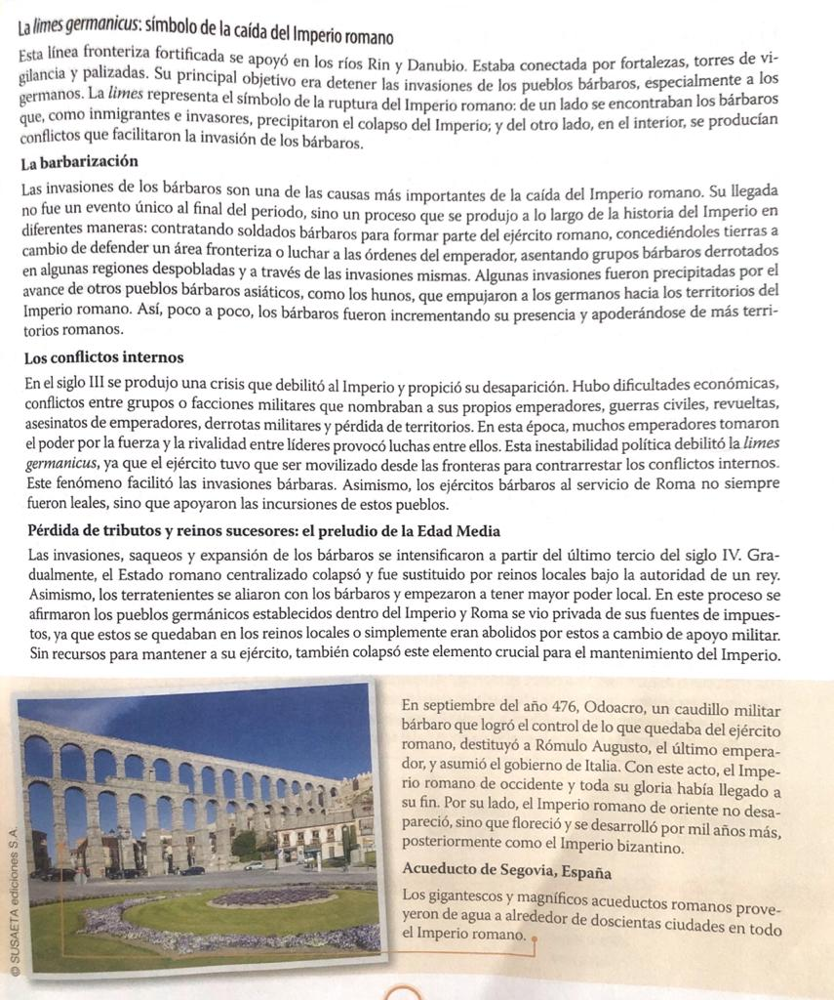 La limes germanicus: símbolo de la caída del Imperio romano
Esta línea fronteriza fortificada se apoyó en los ríos Rin y Danubio. Estaba conectada por fortalezas, torres de vi-
gilancia y palizadas. Su principal objetivo era detener las invasiones de los pueblos bárbaros, especialmente a los
germanos. La limes representa el símbolo de la ruptura del Imperio romano: de un lado se encontraban los bárbaros
que, como inmigrantes e invasores, precipitaron el colapso del Imperio; y del otro lado, en el interior, se producían
conflictos que facilitaron la invasión de los bárbaros.
La barbarización
Las invasiones de los bárbaros son una de las causas más importantes de la caída del Imperio romano. Su llegada
no fue un evento único al final del periodo, sino un proceso que se produjo a lo largo de la historia del Imperio en
diferentes maneras: contratando soldados bárbaros para formar parte del ejército romano, concediéndoles tierras a
cambio de defender un área fronteriza o luchar a las órdenes del emperador, asentando grupos bárbaros derrotados
en algunas regiones despobladas y a través de las invasiones mismas. Algunas invasiones fueron precipitadas por el
avance de otros pueblos bárbaros asiáticos, como los hunos, que empujaron a los germanos hacia los territorios del
Imperio romano. Así, poco a poco, los bárbaros fueron incrementando su presencia y apoderándose de más terri-
torios romanos.
Los conflictos internos
En el siglo III se produjo una crisis que debilitó al Imperio y propició su desaparición. Hubo dificultades económicas,
conflictos entre grupos o facciones militares que nombraban a sus propios emperadores, guerras civiles, revueltas,
asesinatos de emperadores, derrotas militares y pérdida de territorios. En esta época, muchos emperadores tomaron
el poder por la fuerza y la rivalidad entre líderes provocó luchas entre ellos. Esta inestabilidad política debilitó la limes
germanicus, ya que el ejército tuvo que ser movilizado desde las fronteras para contrarrestar los conflictos internos.
Este fenómeno facilitó las invasiones bárbaras. Asimismo, los ejércitos bárbaros al servicio de Roma no siempre
fueron leales, sino que apoyaron las incursiones de estos pueblos.
Pérdida de tributos y reinos sucesores: el preludio de la Edad Media
Las invasiones, saqueos y expansión de los bárbaros se intensificaron a partir del último tercio del siglo IV. Gra-
dualmente, el Estado romano centralizado colapsó y fue sustituido por reinos locales bajo la autoridad de un rey.
Asimismo, los terratenientes se aliaron con los bárbaros y empezaron a tener mayor poder local. En este proceso se
afirmaron los pueblos germánicos establecidos dentro del Imperio y Roma se vio privada de sus fuentes de impues-
tos, ya que estos se quedaban en los reinos locales o simplemente eran abolidos por estos a cambio de apoyo militar.
Sin recursos para mantener a su ejército, también colapsó este elemento crucial para el mantenimiento del Imperio.
En septiembre del año 476, Odoacro, un caudillo militar
bárbaro que logró el control de lo que quedaba del ejército
romano, destituyó a Rómulo Augusto, el último empera-
dor, y asumió el gobierno de Italia. Con este acto, el Impe-
rio romano de occidente y toda su gloria había llegado a
su fin. Por su lado, el Imperio romano de oriente no desa-
pareció, sino que floreció y se desarrolló por mil años más,
posteriormente como el Imperio bizantino.
Acueducto de Segovia, España
Los gigantescos y magníficos acueductos romanos prove-
yeron de agua a alrededor de doscientas ciudades en todo
el Imperio romano.
© SUSAETA ediciones S.A.